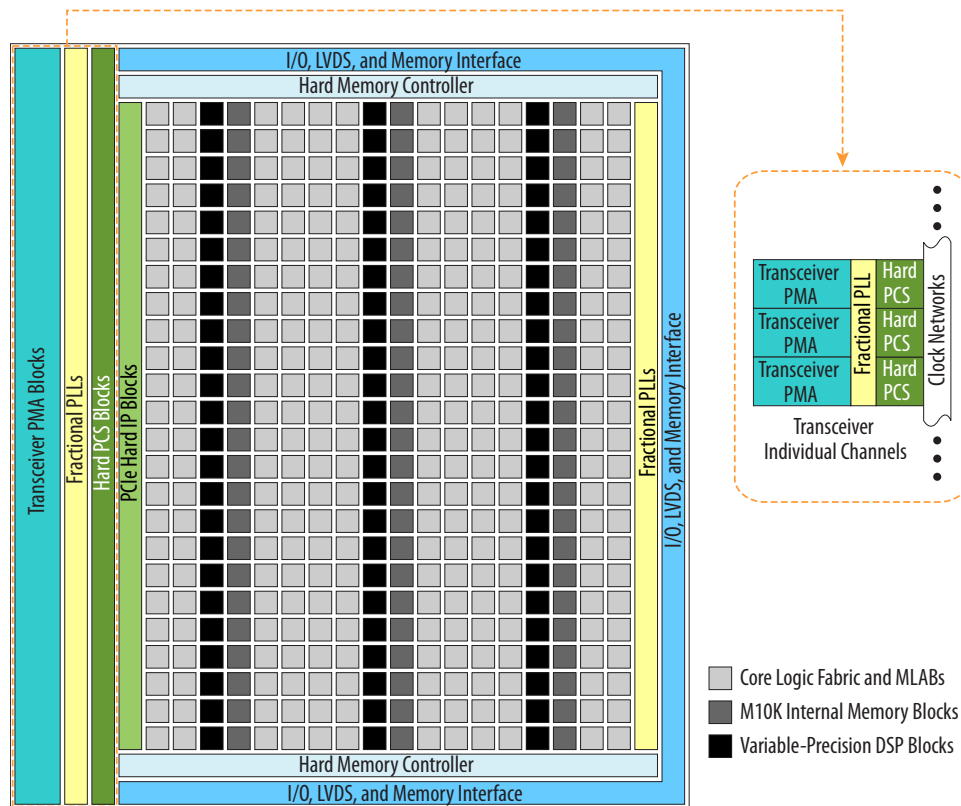 I/O, LVDS, and Memory Interface
Hard Memory Controller
Transceiver PMA Blocks
Fractional PLLs
Hard PCS Blocks
PCIe Hard IP Blocks
Fractional PLLs
I/O, LVDS, and Memory Interface
Hard Memory Controller
I/O, LVDS, and Memory Interface
Transceiver
PMA
Transceiver
PMA
Transceiver
PMA
Fractional PLL
Hard
PCS
Hard
PCS
Hard
PCS
Clock Networks
Transceiver
Individual Channels
Core Logic Fabric and MLABs
M10K Internal Memory Blocks
Variable-Precision DSP Blocks